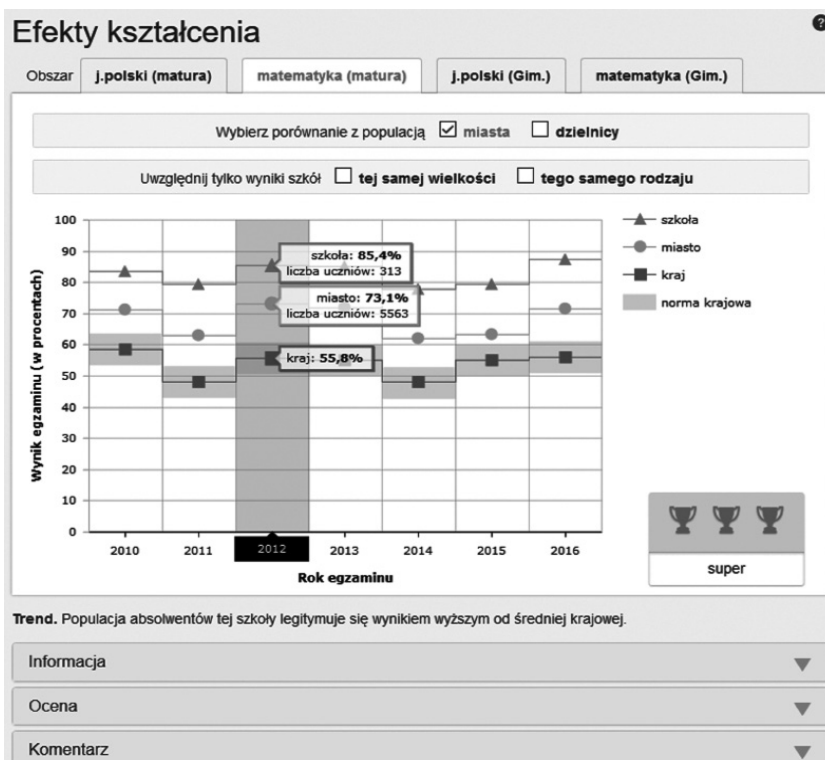 Efekty kształcenia
?
Obszar j.polski (matura) matematyka (matura) j.polski (Gim.) matematyka (Gim.)
Wybierz porównanie z populacją miasta dzielnicy
Uwzględnij tylko wyniki szkół tej samej wielkości tego samego rodzaju
Wynik egzaminu (w procentach)
100
90
80
70
60
50
40
30
20
10
0
szkoła: 85,4%
liczba uczniów: 313
miasto: 73,1%
liczba uczniów: 5563
kraj: 55,8%
szkoła
miasto
kraj
norma krajowa
2010 2011 2012 2013 2014 2015 2016
Rok egzaminu
super
Trend. Populacja absolwentów tej szkoły legitymuje się wynikiem wyższym od średniej krajowej.
Informacja
Ocena
Komentarz